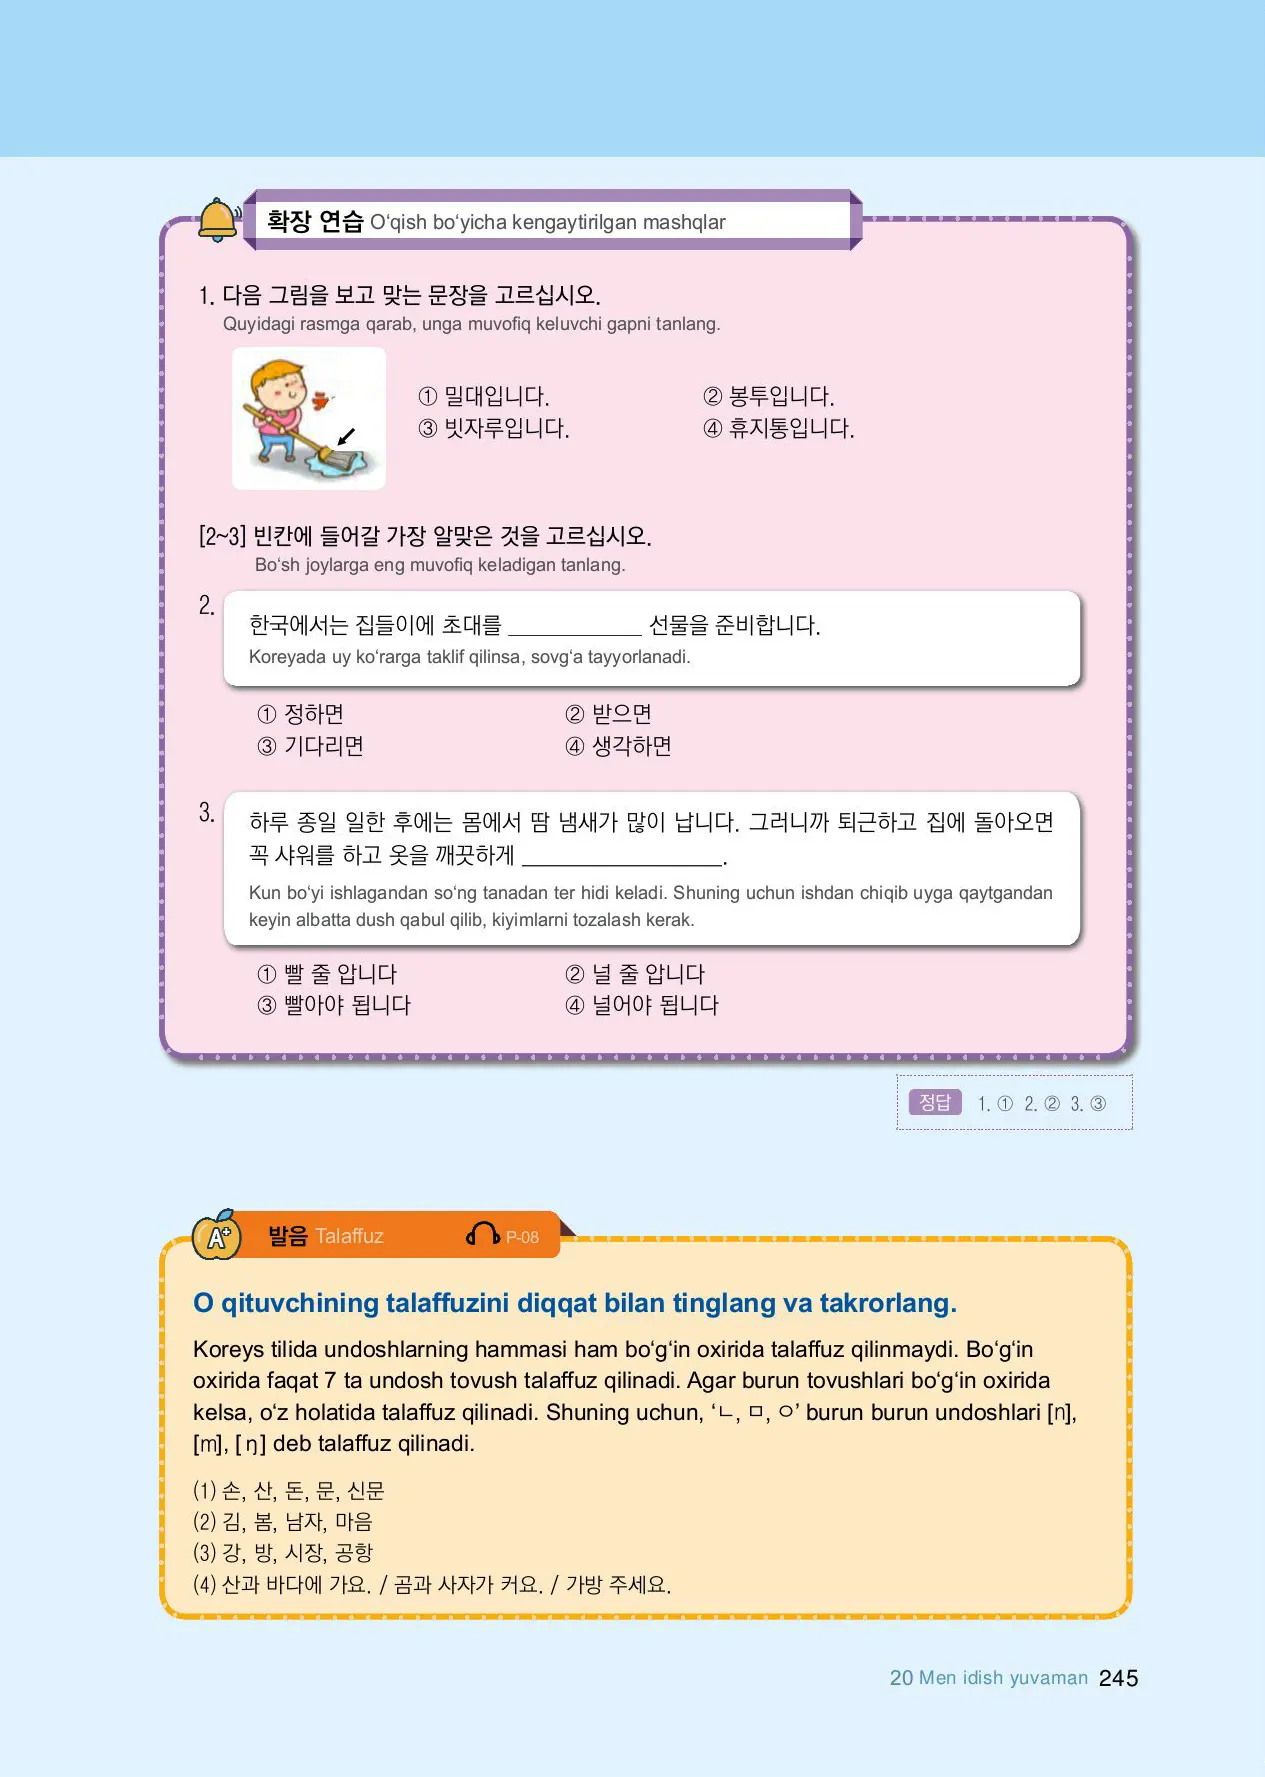 확장 연습 O‘qish bo‘yicha kengaytirilgan mashqlar
1. 다음 그림을 보고 맞는 문장을 고르십시오.
Quyidagi rasmga qarab, unga muvofiq keluvchi gapni tanlang.
① 밀대입니다. ② 봉투입니다.
③ 빗자루입니다. ④ 휴지통입니다.
[2~3] 빈칸에 들어갈 가장 알맞은 것을 고르십시오.
Bo‘sh joylarga eng muvofiq keladigan tanlang.
2.
한국에서는 집들이에 초대를 ____________ 선물을 준비합니다.
Koreyada uy ko‘rarga taklif qilinsa, sovg‘a tayyorlanadi.
① 정하면 ② 받으면
③ 기다리면 ④ 생각하면
3.
하루 종일 일한 후에는 몸에서 땀 냄새가 많이 납니다. 그러니까 퇴근하고 집에 돌아오면
꼭 샤워를 하고 옷을 깨끗하게 __________________.
Kun bo‘yi ishlagandan so‘ng tanadan ter hidi keladi. Shuning uchun ishdan chiqib uyga qaytgandan
keyin albatta dush qabul qilib, kiyimlarni tozalash kerak.
① 빨 줄 압니다 ② 널 줄 압니다
③ 빨아야 됩니다 ④ 널어야 됩니다
정답 1. ① 2. ② 3. ③
A+ 발음 Talaffuz P-08
O qituvchining talaffuzini diqqat bilan tinglang va takrorlang.
Koreys tilida undoshlarning hammasi ham bo‘g‘in oxirida talaffuz qilinmaydi. Bo‘g‘in
oxirida faqat 7 ta undosh tovush talaffuz qilinadi. Agar burun tovushlari bo‘g‘in oxirida
kelsa, o‘z holatida talaffuz qilinadi. Shuning uchun, ‘ㄴ, ㅁ, ㅇ’ burun burun undoshlari [n],
[m], [ŋ] deb talaffuz qilinadi.
(1) 손, 산, 돈, 문, 신문
(2) 김, 봄, 남자, 마음
(3) 강, 방, 시장, 공항
(4) 산과 바다에 가요. / 곰과 사자가 커요. / 가방 주세요.
20 Men idish yuvaman 245